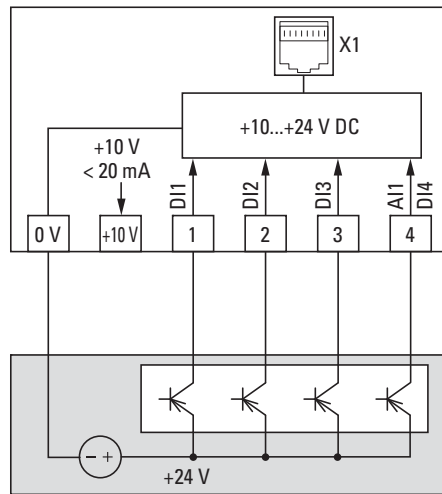 X1
+10...+24 V DC
+10 V
< 20 mA
DI1
DI2
DI3
AI1
DI4
0 V
+10 V
1
2
3
4
- +
+24 V